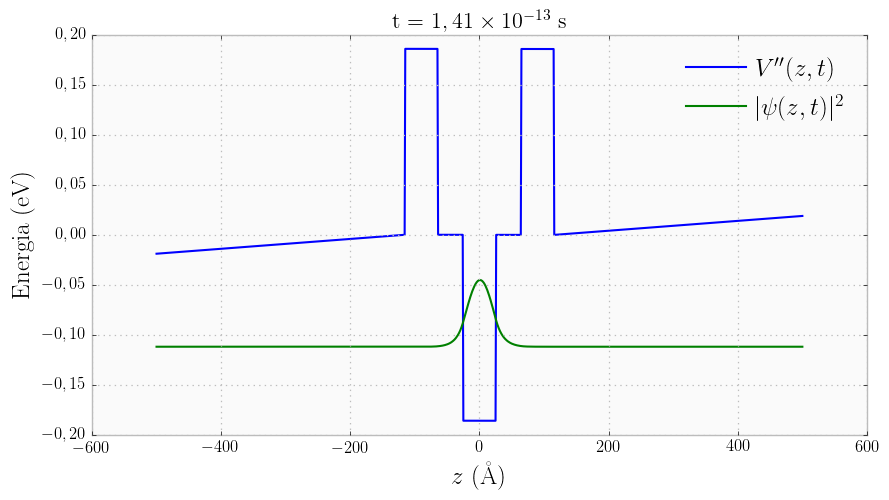 t = 1,41 × 10⁻¹³ s
V′′(z, t)
|ψ(z, t)|²
Energia (eV)
0,20
0,15
0,10
0,05
0,00
−0,05
−0,10
−0,15
−0,20
−600 −400 −200 0 200 400 600
z (Å)